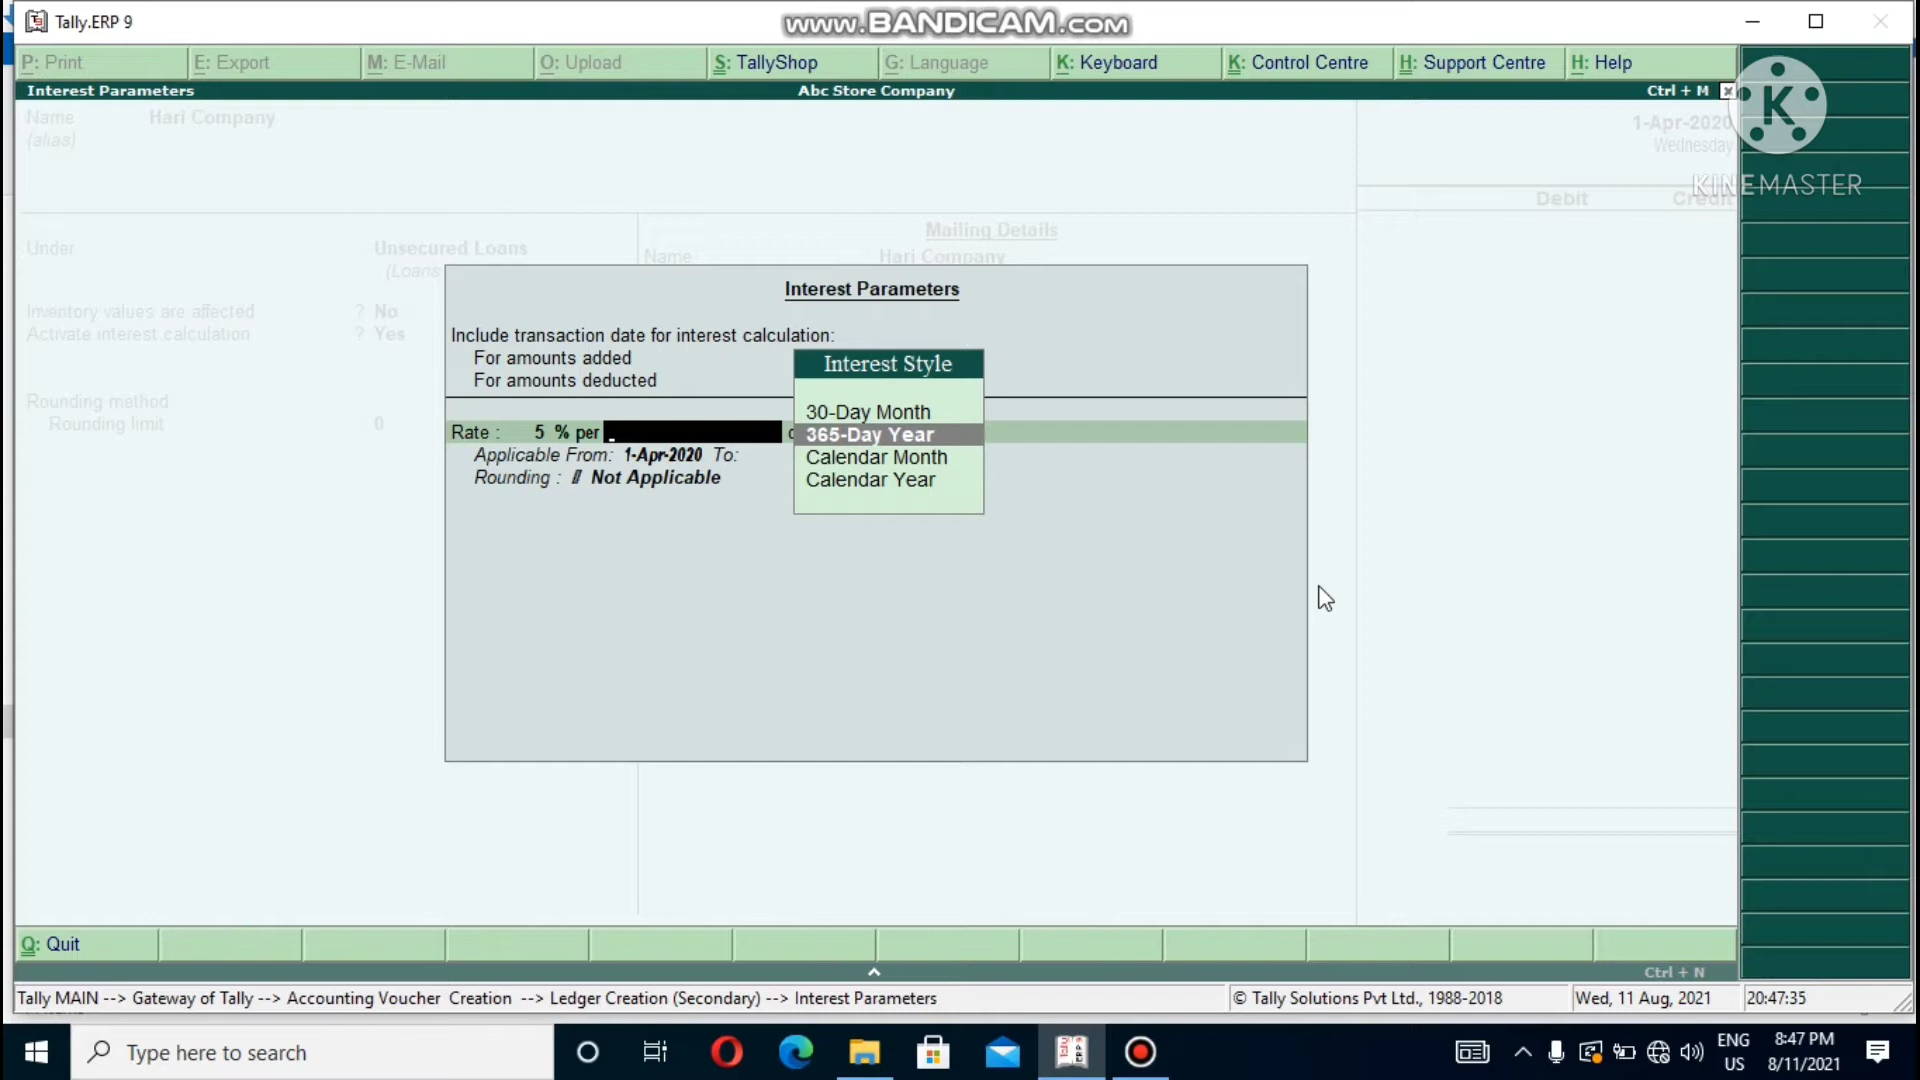 Tally.ERP 9
www.BANDICAM.com
P: Print
E: Export
M: E-Mail
O: Upload
S: TallyShop
G: Language
K: Keyboard
K: Control Centre
H: Support Centre
H: Help
Interest Parameters
Abc Store Company
Ctrl + M
K
KINEMASTER
Name Hari Company
(alias)
1-Apr-2020
Wednesday
Debit Credit
Under Unsecured Loans
(Loans
Mailing Details
Name Hari Company
Inventory values are affected ? No
Activate interest calculation ? Yes
Rounding method
Rounding limit 0
Interest Parameters
Include transaction date for interest calculation:
For amounts added
For amounts deducted
Rate : 5 % per
Applicable From: 1-Apr-2020 To:
Rounding : // Not Applicable
Interest Style
30-Day Month
365-Day Year
Calendar Month
Calendar Year
Q: Quit
Ctrl + N
Tally MAIN --> Gateway of Tally --> Accounting Voucher Creation --> Ledger Creation (Secondary) --> Interest Parameters
© Tally Solutions Pvt Ltd., 1988-2018
Wed, 11 Aug, 2021
20:47:35
Type here to search
ENG
US
8:47 PM
8/11/2021